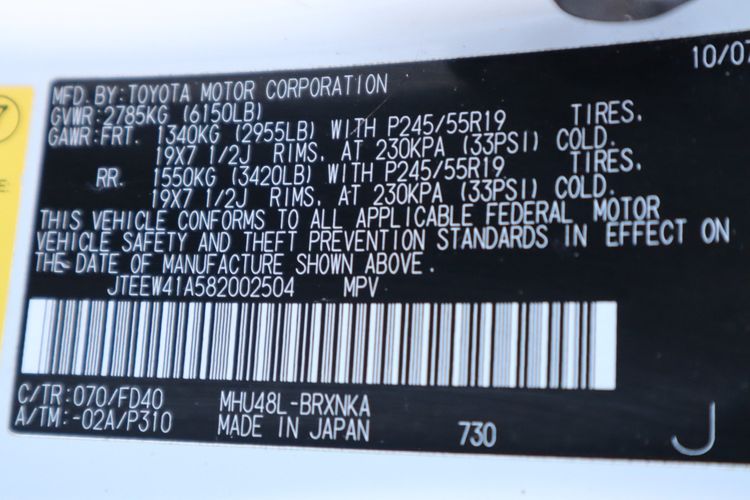 10/07
MFD.BY:TOYOTA MOTOR CORPORATION
GVWR:2785KG (6150LB)
GAWR:FRT. 1340KG (2955LB) WITH P245/55R19 TIRES,
19X7 1/2J RIMS, AT 230KPA (33PSI) COLD.
RR. 1550KG (3420LB) WITH P245/55R19 TIRES,
19X7 1/2J RIMS, AT 230KPA (33PSI) COLD.
THIS VEHICLE CONFORMS TO ALL APPLICABLE FEDERAL MOTOR
VEHICLE SAFETY AND THEFT PREVENTION STANDARDS IN EFFECT ON
THE DATE OF MANUFACTURE SHOWN ABOVE.
JTEEW41A582002504 MPV
C/TR:070/FD40 MHU48L-BRXNKA
A/TM:-02A/P310 MADE IN JAPAN 730 J